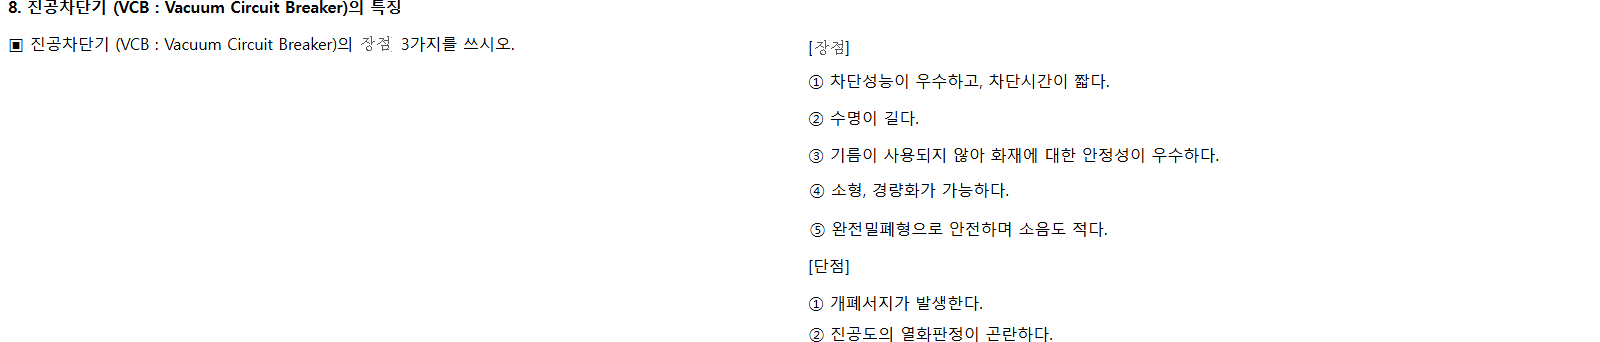 8. 진공차단기 (VCB : Vacuum Circuit Breaker)의 특징
▣ 진공차단기 (VCB : Vacuum Circuit Breaker)의 장점 3가지를 쓰시오.
[장점]
① 차단성능이 우수하고, 차단시간이 짧다.
② 수명이 길다.
③ 기름이 사용되지 않아 화재에 대한 안정성이 우수하다.
④ 소형, 경량화가 가능하다.
⑤ 완전밀폐형으로 안전하며 소음도 적다.
[단점]
① 개폐서지가 발생한다.
② 진공도의 열화판정이 곤란하다.